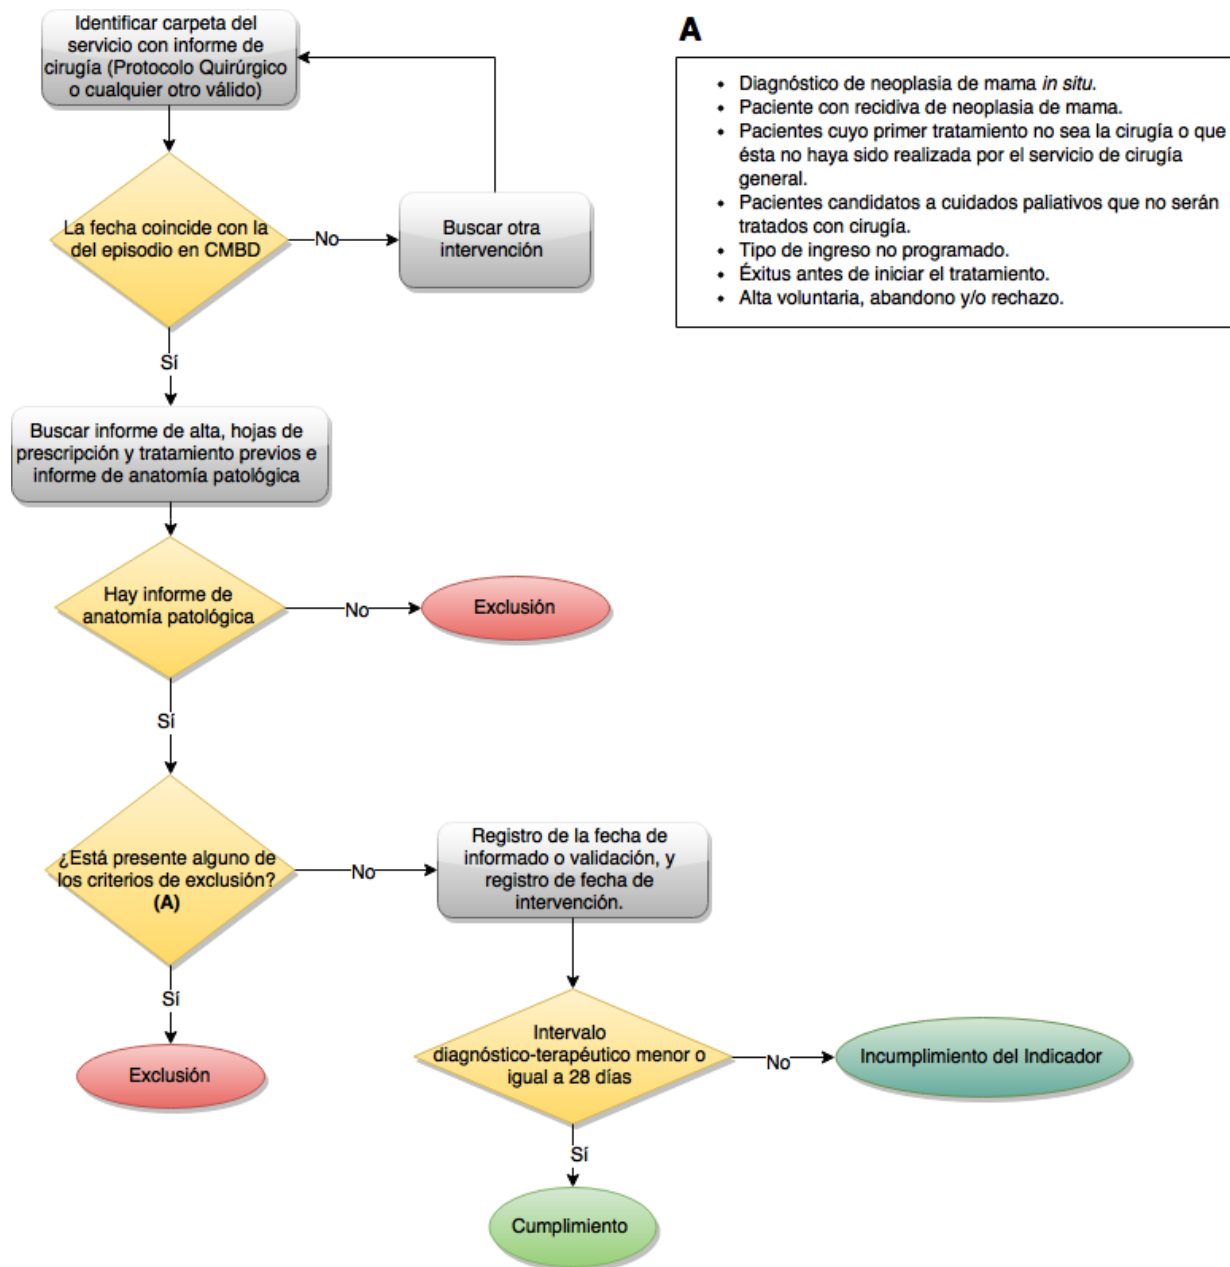 Identificar carpeta del
servicio con informe de
cirugía (Protocolo Quirúrgico
o cualquier otro válido)
La fecha coincide con la
del episodio en CMBD
No
Buscar otra
intervención
Sí
Buscar informe de alta, hojas de
prescripción y tratamiento previos e
informe de anatomía patológica
Hay informe de
anatomía patológica
No
Exclusión
Sí
¿Está presente alguno de
los criterios de exclusión?
(A)
No
Registro de la fecha de
informado o validación, y
registro de fecha de
intervención.
Sí
Exclusión
Intervalo
diagnóstico-terapéutico menor o
igual a 28 días
No
Incumplimiento del Indicador
Sí
Cumplimiento
A
• Diagnóstico de neoplasia de mama in situ.
• Paciente con recidiva de neoplasia de mama.
• Pacientes cuyo primer tratamiento no sea la cirugía o que
ésta no haya sido realizada por el servicio de cirugía
general.
• Pacientes candidatos a cuidados paliativos que no serán
tratados con cirugía.
• Tipo de ingreso no programado.
• Éxitus antes de iniciar el tratamiento.
• Alta voluntaria, abandono y/o rechazo.